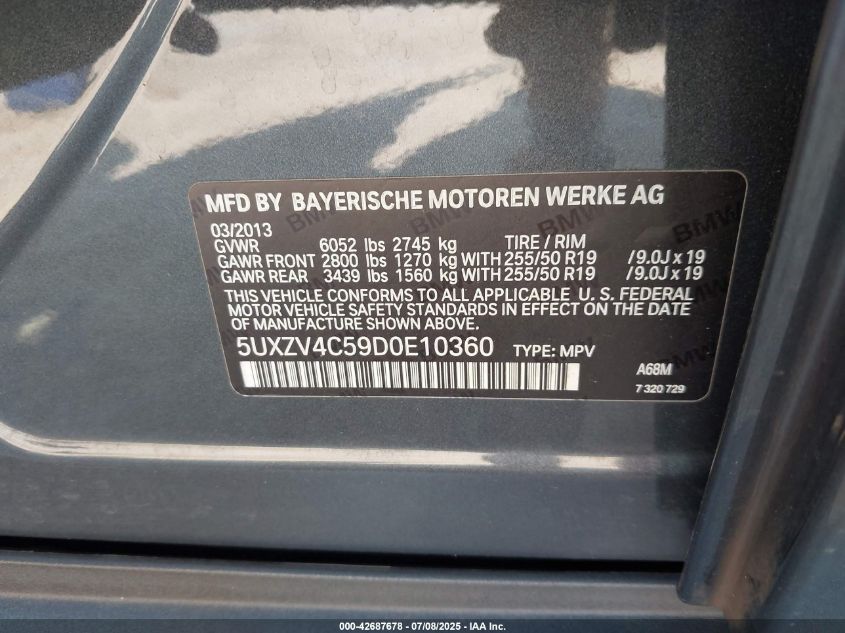 MFD BY BAYERISCHE MOTOREN WERKE AG
03/2013
GVWR 6052 lbs 2745 kg TIRE / RIM
GAWR FRONT 2800 lbs 1270 kg WITH 255/50 R19 /9.0J x 19
GAWR REAR 3439 lbs 1560 kg WITH 255/50 R19 /9.0J x 19
THIS VEHICLE CONFORMS TO ALL APPLICABLE U. S. FEDERAL
MOTOR VEHICLE SAFETY STANDARDS IN EFFECT ON THE DATE
OF MANUFACTURE SHOWN ABOVE.
5UXZV4C59D0E10360 TYPE: MPV
A68M
7 320 729
000-42687678 - 07/08/2025 - IAA Inc.